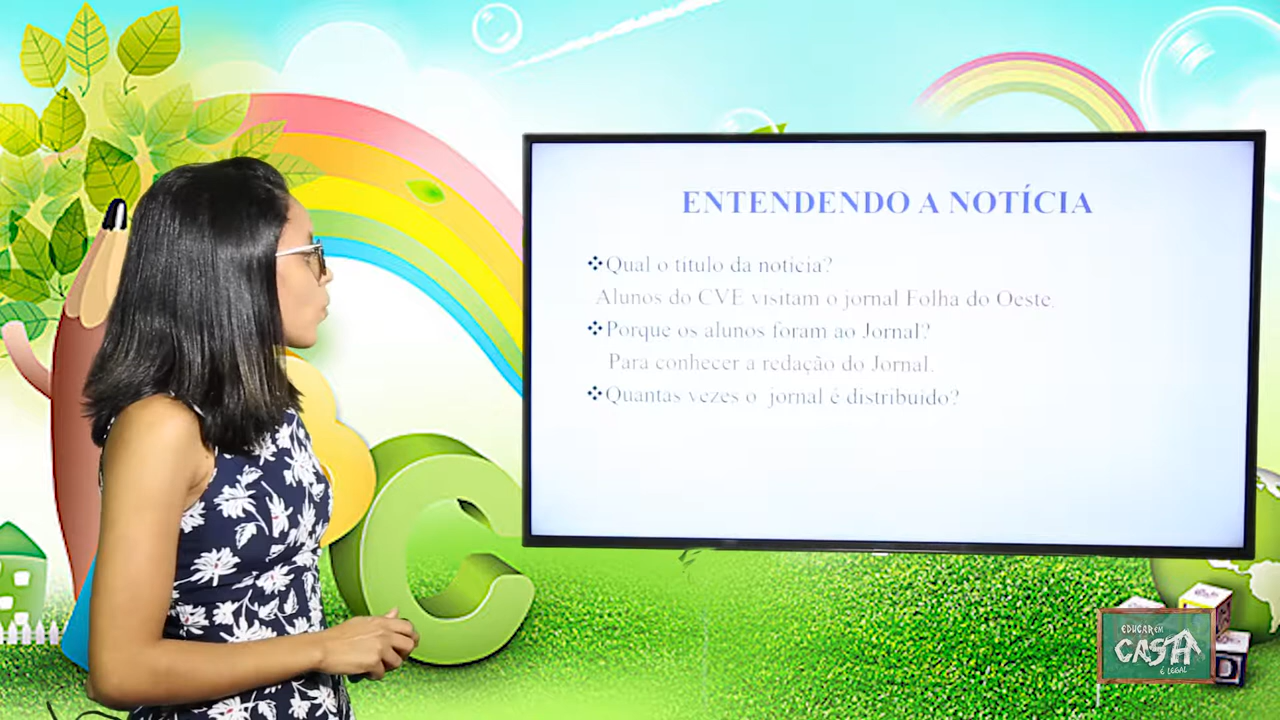 ENTENDENDO A NOTÍCIA
❖Qual o título da notícia?
Alunos do CVE visitam o jornal Folha do Oeste.
❖Porque os alunos foram ao Jornal?
Para conhecer a redação do Jornal.
❖Quantas vezes o jornal é distribuído?
EDUCAR EM
CASA
É LEGAL
C
D